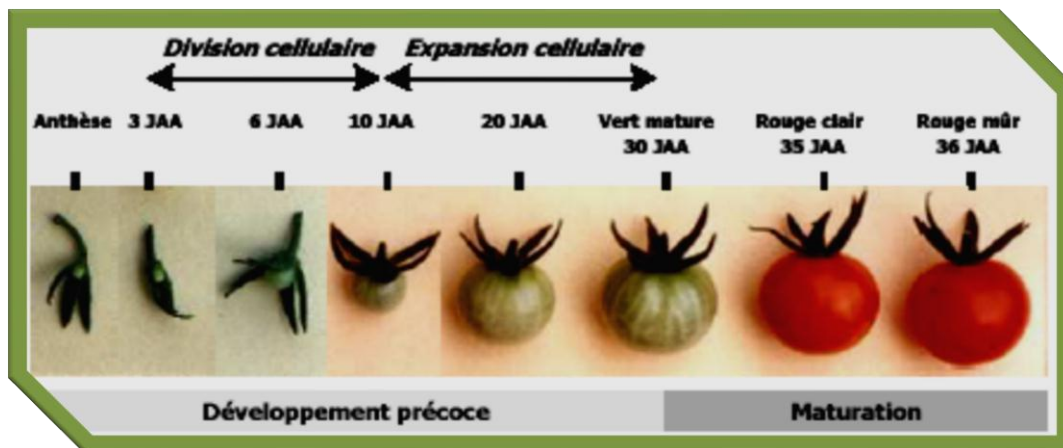 Division cellulaire Expansion cellulaire
Anthèse 3 JAA 6 JAA 10 JAA 20 JAA Vert mature Rouge clair Rouge mûr
30 JAA 35 JAA 36 JAA
Développement précoce Maturation